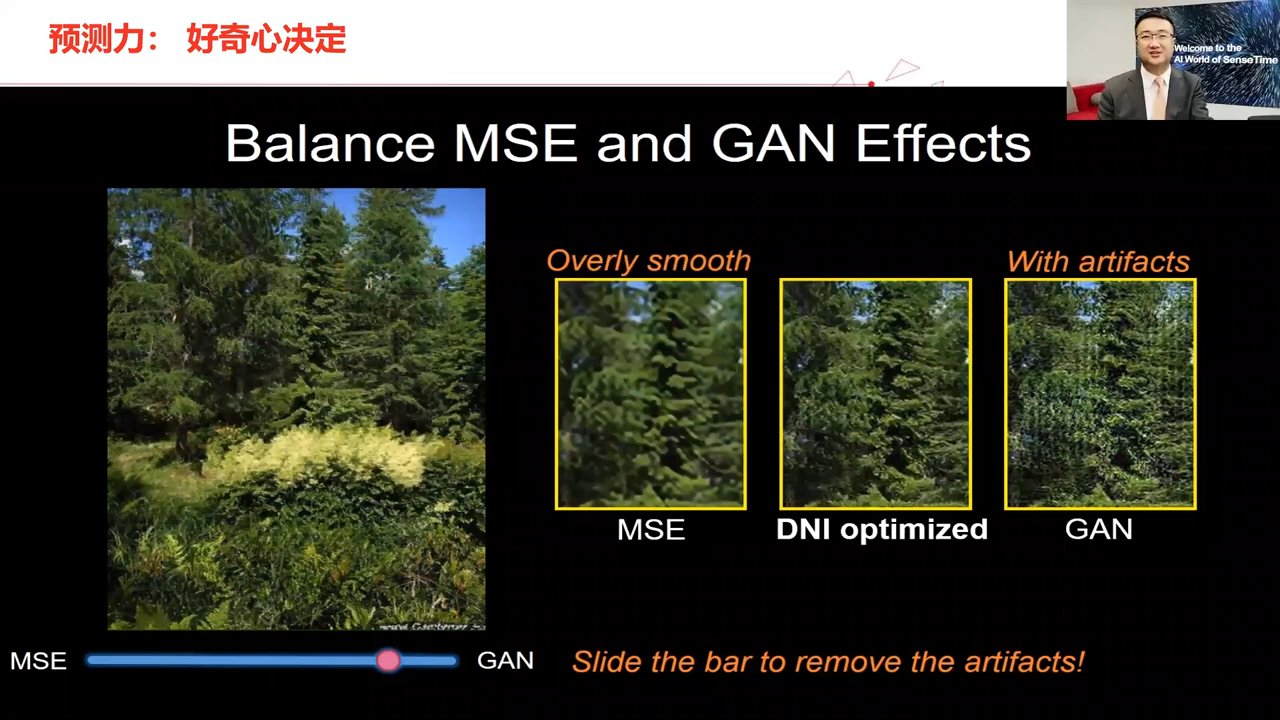 预测力： 好奇心决定
Welcome to the
AI World of SenseTime
Balance MSE and GAN Effects
Overly smooth
With artifacts
MSE
DNI optimized
GAN
MSE
GAN
Slide the bar to remove the artifacts!